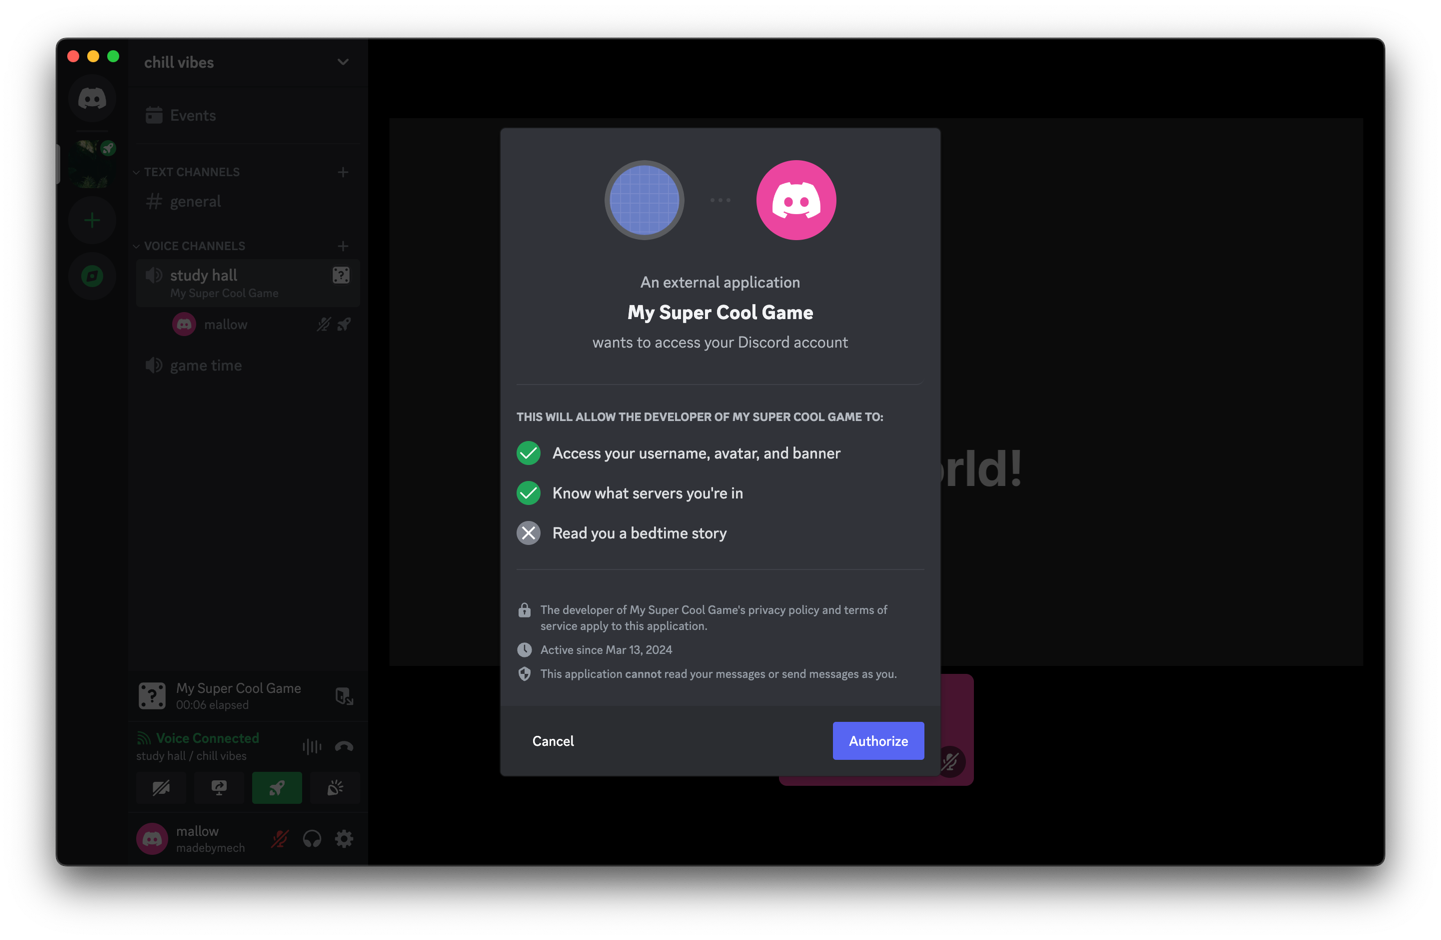 chill vibes
Events
TEXT CHANNELS
general
VOICE CHANNELS
study hall
My Super Cool Game
mallow
game time
My Super Cool Game
00:06 elapsed
Voice Connected
study hall / chill vibes
mallow
madebymech
An external application
My Super Cool Game
wants to access your Discord account
THIS WILL ALLOW THE DEVELOPER OF MY SUPER COOL GAME TO:
Access your username, avatar, and banner
Know what servers you're in
Read you a bedtime story
The developer of My Super Cool Game's privacy policy and terms of
service apply to this application.
Active since Mar 13, 2024
This application cannot read your messages or send messages as you.
Cancel
Authorize